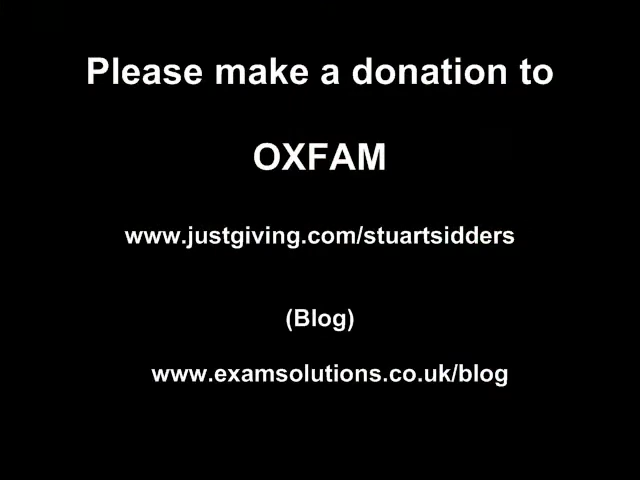 Please make a donation to
OXFAM
www.justgiving.com/stuartsidders
(Blog)
www.examsolutions.co.uk/blog